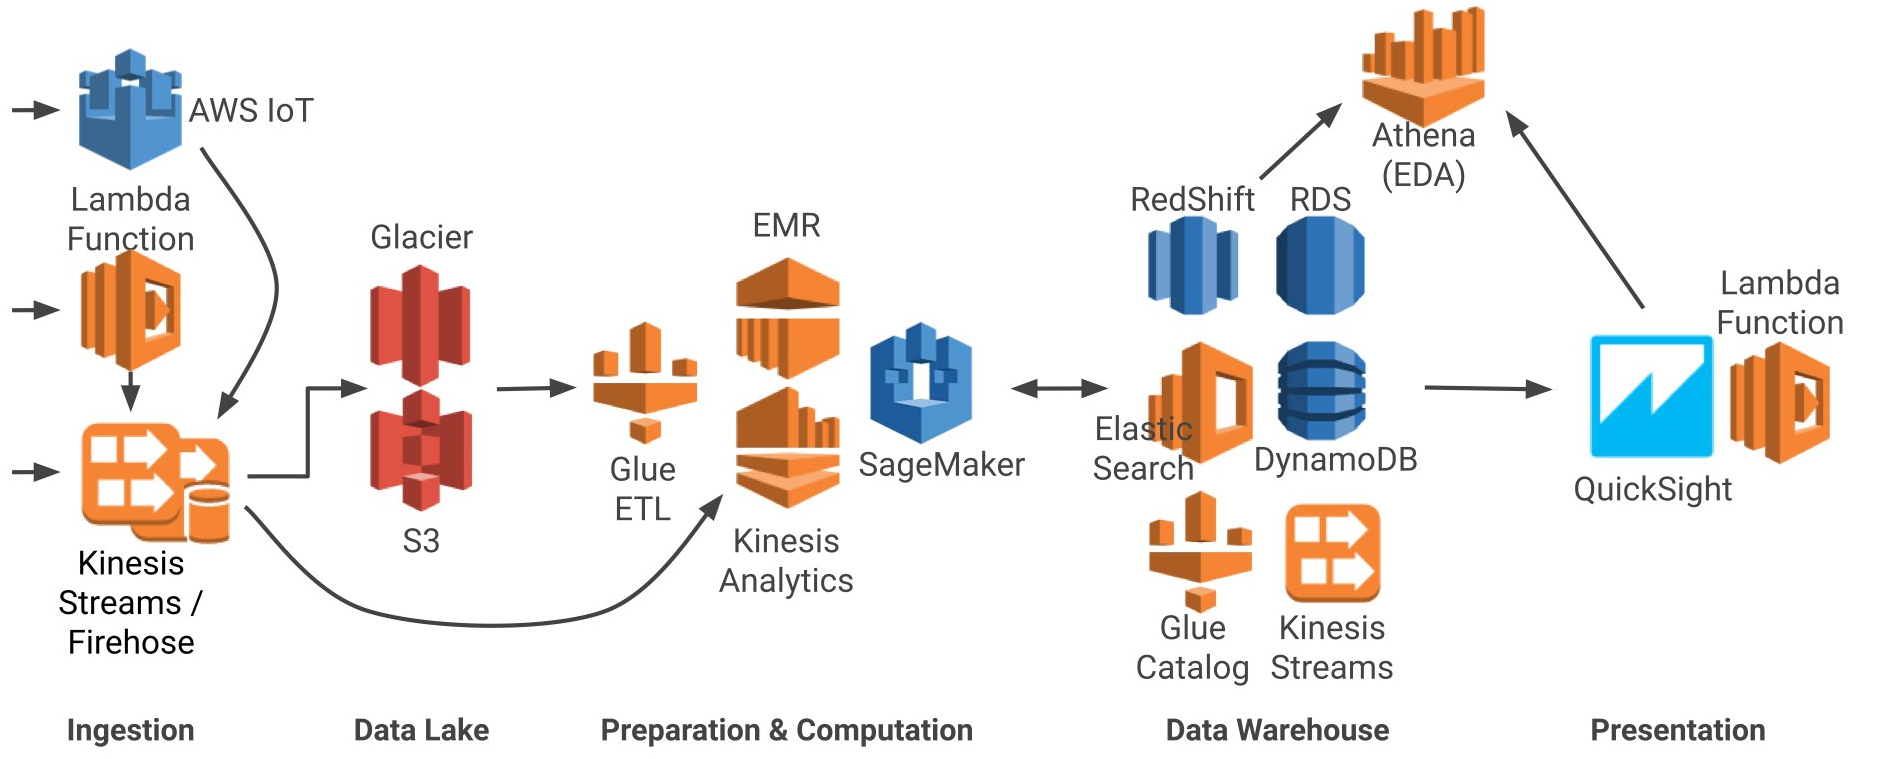 AWS IoT
Lambda
Function
Kinesis
Streams /
Firehose
Glacier
S3
Glue
ETL
EMR
Kinesis
Analytics
SageMaker
RedShift
RDS
Elastic
Search
DynamoDB
Glue
Catalog
Kinesis
Streams
Athena
(EDA)
QuickSight
Lambda
Function
Ingestion
Data Lake
Preparation & Computation
Data Warehouse
Presentation